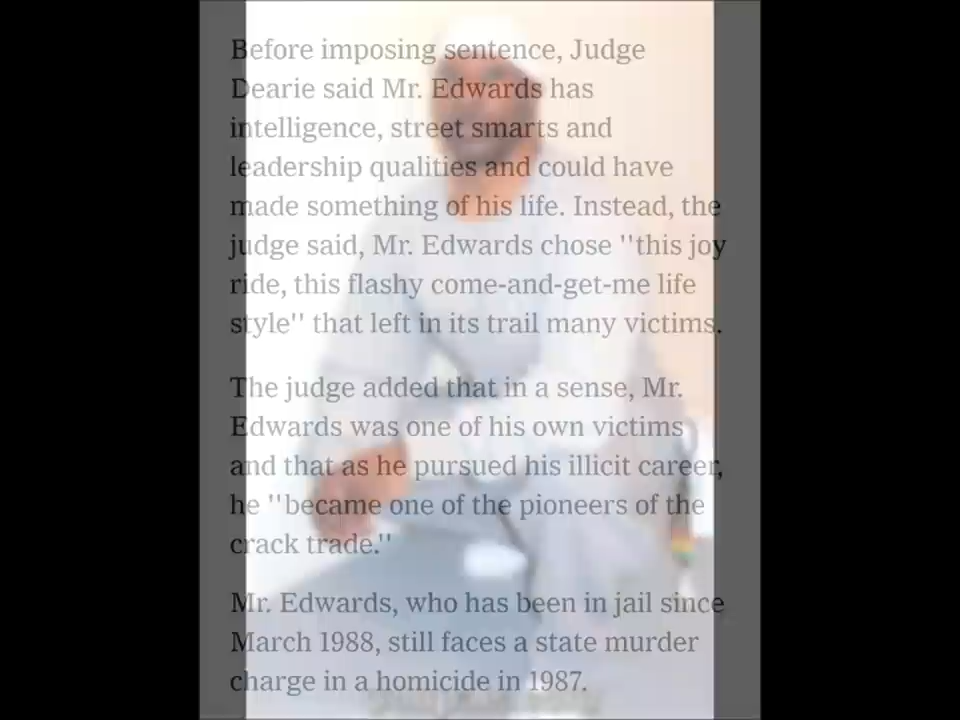 Before imposing sentence, Judge
Dearie said Mr. Edwards has
intelligence, street smarts and
leadership qualities and could have
made something of his life. Instead, the
judge said, Mr. Edwards chose ''this joy
ride, this flashy come-and-get-me life
style'' that left in its trail many victims.
The judge added that in a sense, Mr.
Edwards was one of his own victims
and that as he pursued his illicit career,
he ''became one of the pioneers of the
crack trade.''
Mr. Edwards, who has been in jail since
March 1988, still faces a state murder
charge in a homicide in 1987.